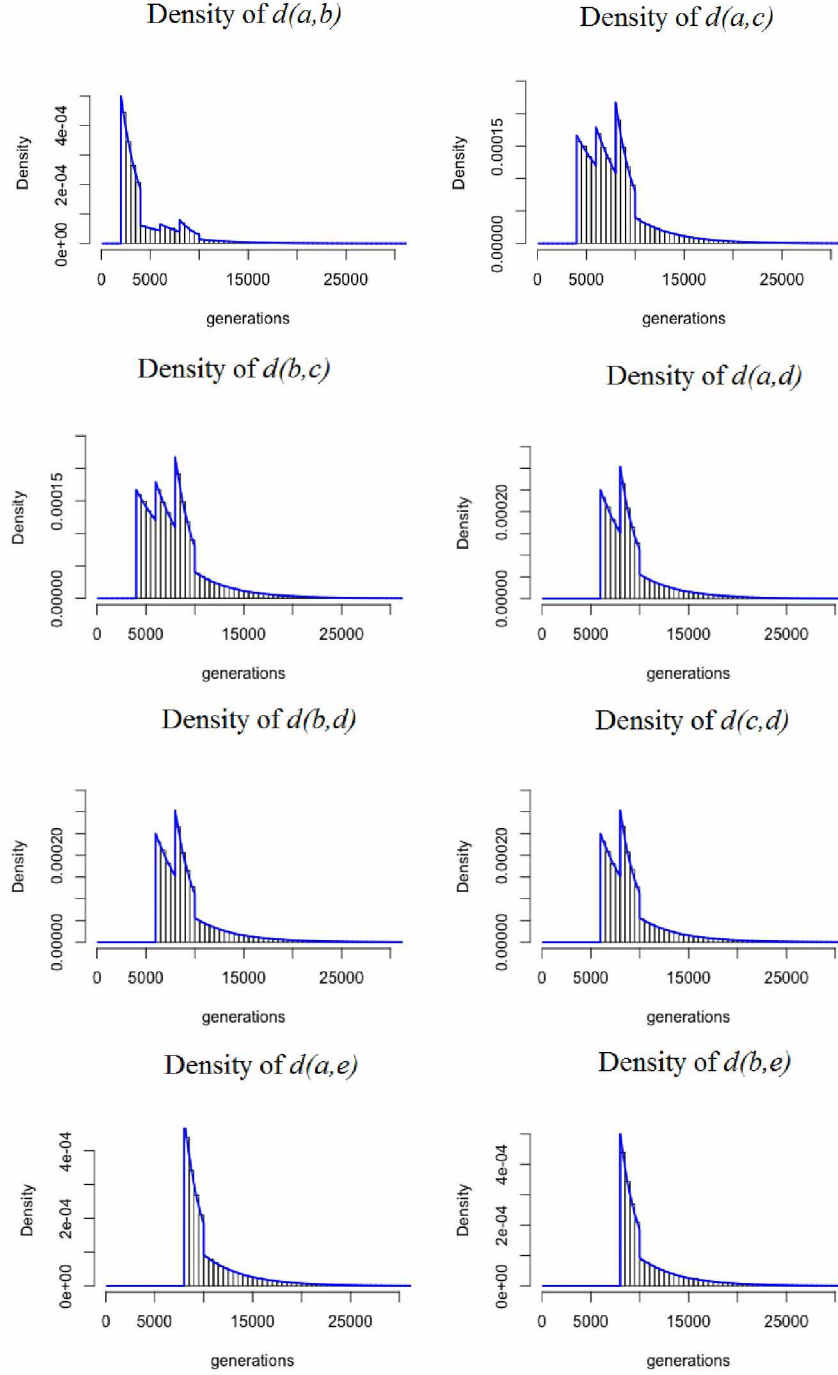 Density of d(a,b)
Density of d(a,c)
Density
0e+00 2e-04 4e-04
0 5000 15000 25000
generations
Density
0.00000 0.00015
0 5000 15000 25000
generations
Density of d(b,c)
Density of d(a,d)
Density
0.00000 0.00015
0 5000 15000 25000
generations
Density
0.00000 0.00020
0 5000 15000 25000
generations
Density of d(b,d)
Density of d(c,d)
Density
0.00000 0.00020
0 5000 15000 25000
generations
Density
0.00000 0.00020
0 5000 15000 25000
generations
Density of d(a,e)
Density of d(b,e)
Density
0e+00 2e-04 4e-04
0 5000 15000 25000
generations
Density
0e+00 2e-04 4e-04
0 5000 15000 25000
generations